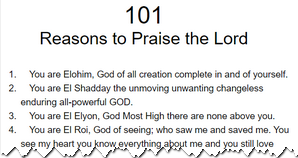 101
Reasons to Praise the Lord
1. You are Elohim, God of all creation complete in and of yourself.
2. You are El Shadday the unmoving unwanting changeless
enduring all-powerful GOD.
3. You are El Elyon, God Most High there are none above you.
4. You are El Roi, God of seeing; who saw me and saved me. You
see my heart you know everything about me and you still love